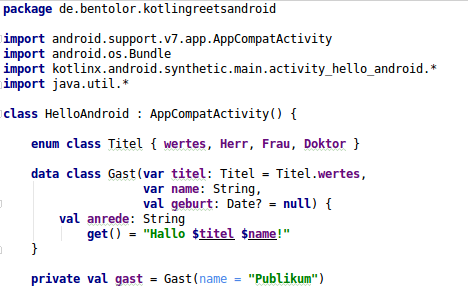 package de.bentolor.kotlingreetsandroid
import android.support.v7.app.AppCompatActivity
import android.os.Bundle
import kotlinx.android.synthetic.main.activity_hello_android.*
import java.util.*
class HelloAndroid : AppCompatActivity() {
enum class Titel { wertes, Herr, Frau, Doktor }
data class Gast(var titel: Titel = Titel.wertes,
var name: String,
val geburt: Date? = null) {
val anrede: String
get() = "Hallo $titel $name!"
}
private val gast = Gast(name = "Publikum")